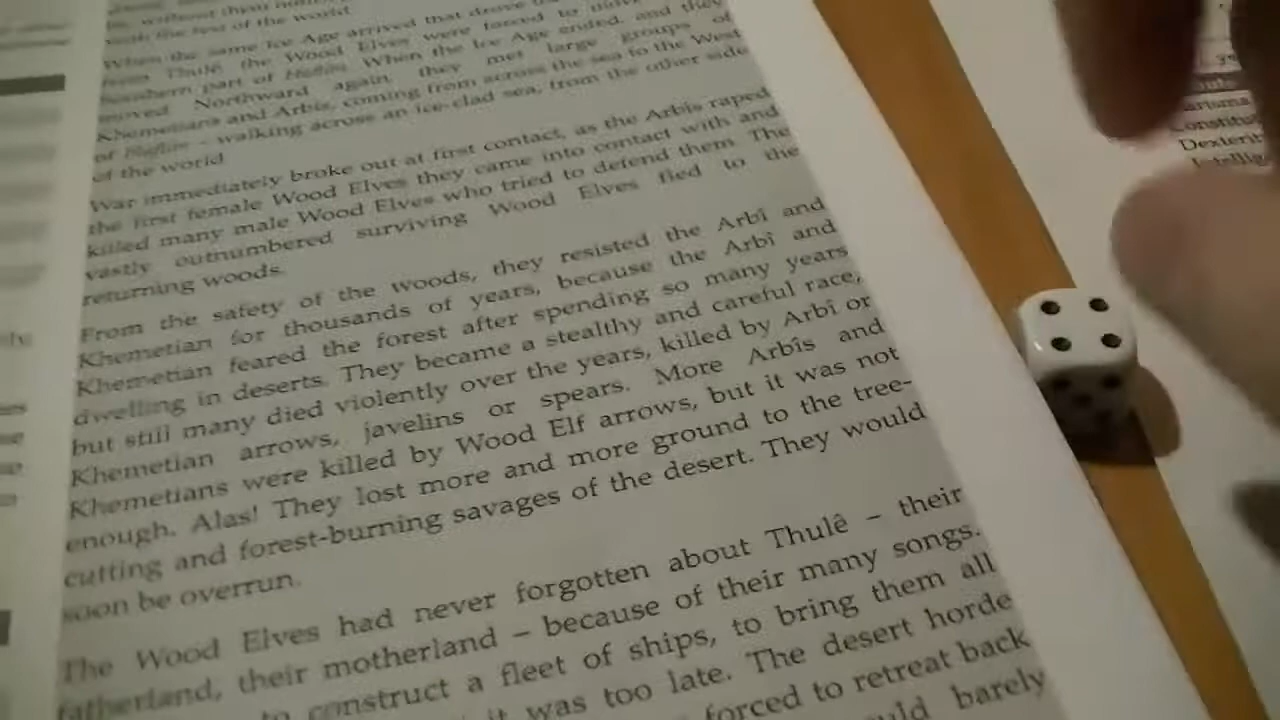 with the rest of the world
When the same Ice Age arrived that drove
from Thulê, the Wood Elves were forced to
Southern part of When the Ice Age ended, and they
moved Northward again, they met large groups of
Khemetians and Arbîs, coming from across the sea to the West
of – walking across an ice-clad sea, from the other side
of the world
War immediately broke out at first contact, as the Arbîs raped
the first female Wood Elves they came into contact with and
killed many male Wood Elves who tried to defend them. The
vastly outnumbered surviving Wood Elves fled to the
returning woods.
From the safety of the woods, they resisted the Arbî and
Khemetian for thousands of years, because the Arbî and
Khemetian feared the forest after spending so many years
dwelling in deserts. They became a stealthy and careful race,
but still many died violently over the years, killed by Arbî or
Khemetian arrows, javelins or spears. More Arbîs and
Khemetians were killed by Wood Elf arrows, but it was not
enough. Alas! They lost more and more ground to the tree-
cutting and forest-burning savages of the desert. They would
soon be overrun.
The Wood Elves had never forgotten about Thulê – their
fatherland, their motherland – because of their many songs.
to construct a fleet of ships, to bring them all
it was too late. The desert horde
forced to retreat back
barely
Constitu
Dexterit
Intellig